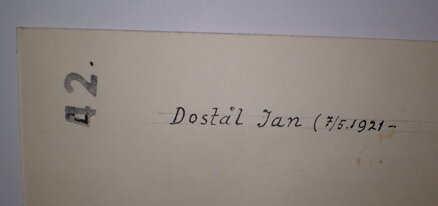 42.
Dostál Jan (7/5.1921-